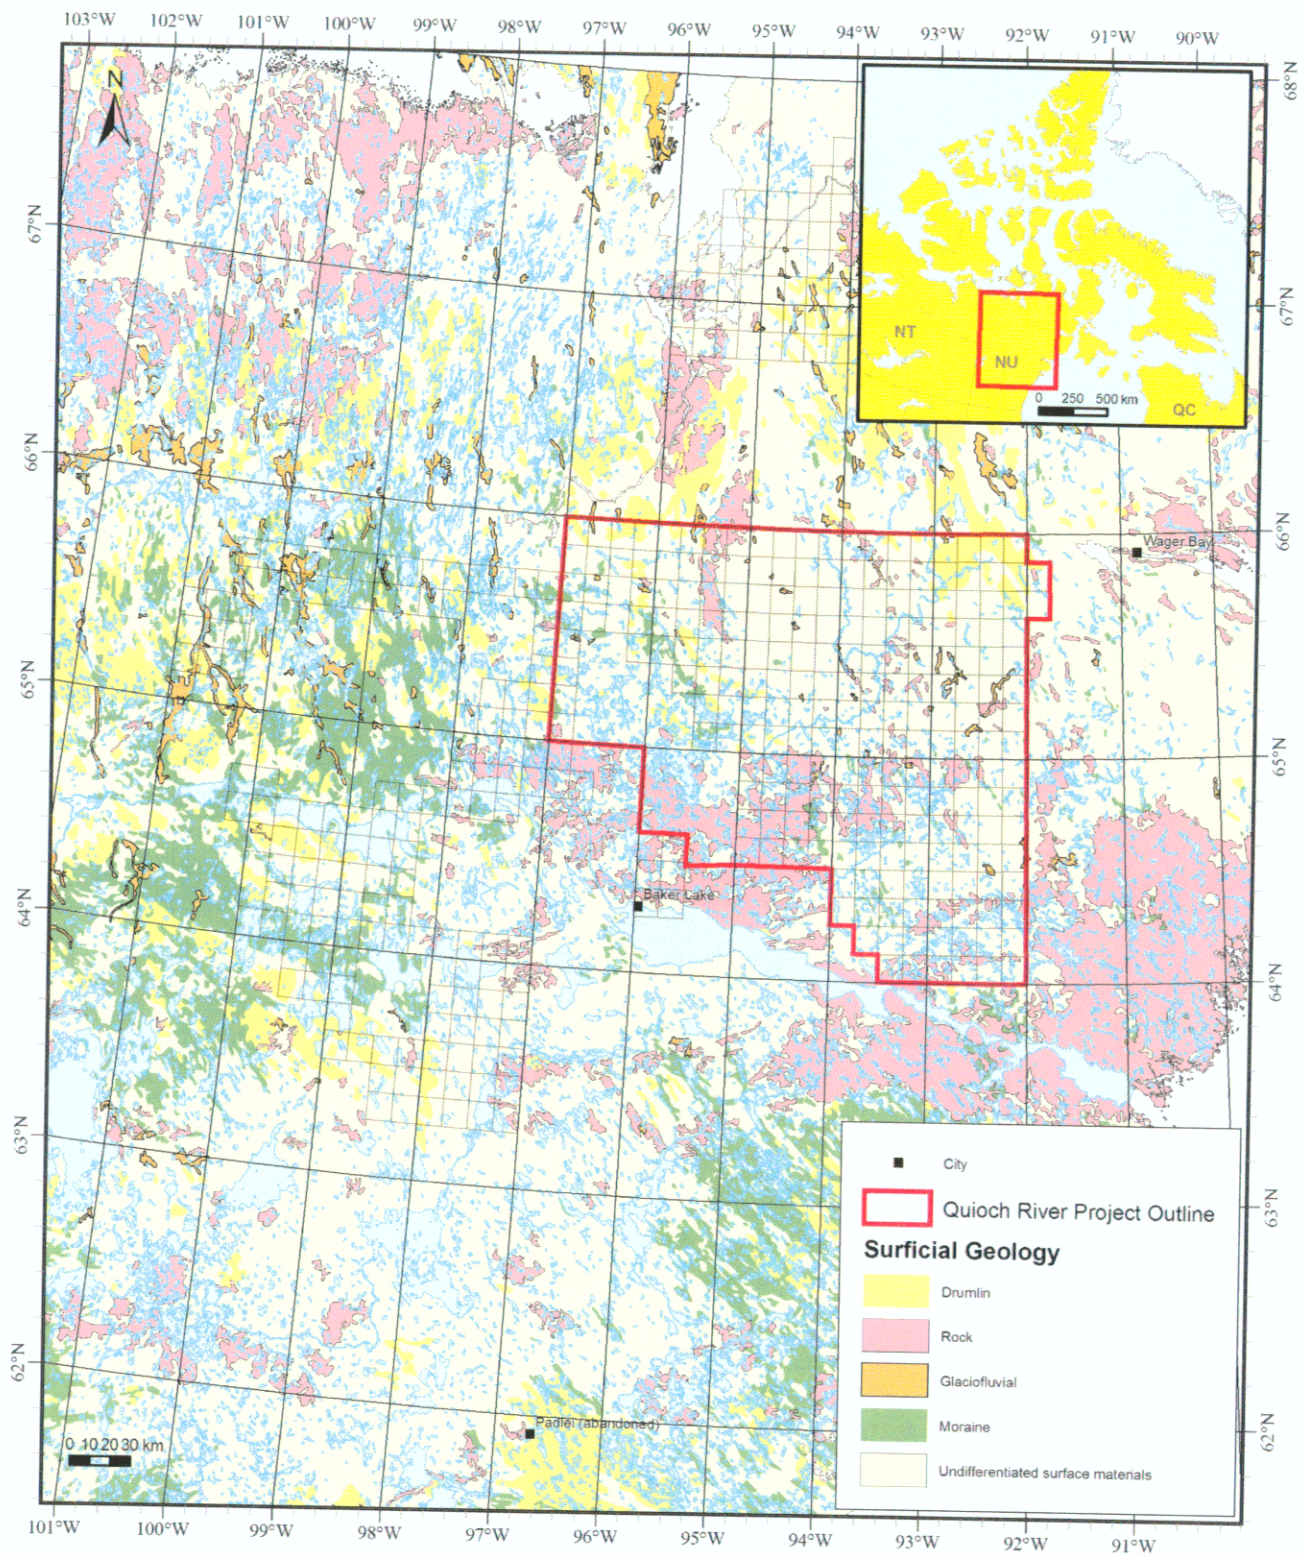 103°W 102°W 101°W 100°W 99°W 98°W 97°W 96°W 95°W 94°W 93°W 92°W 91°W 90°W
N
68°N
67°N
67°N
NT
NU
QC
0 250 500 km
66°N
66°N
Wager Bay
65°N
65°N
Baker Lake
64°N
64°N
63°N
63°N
City
Quioch River Project Outline
Surficial Geology
Drumlin
Rock
Glaciofluvial
Moraine
Undifferentiated surface materials
62°N
62°N
Padlei (abandoned)
0 10 20 30 km
101°W 100°W 99°W 98°W 97°W 96°W 95°W 94°W 93°W 92°W 91°W